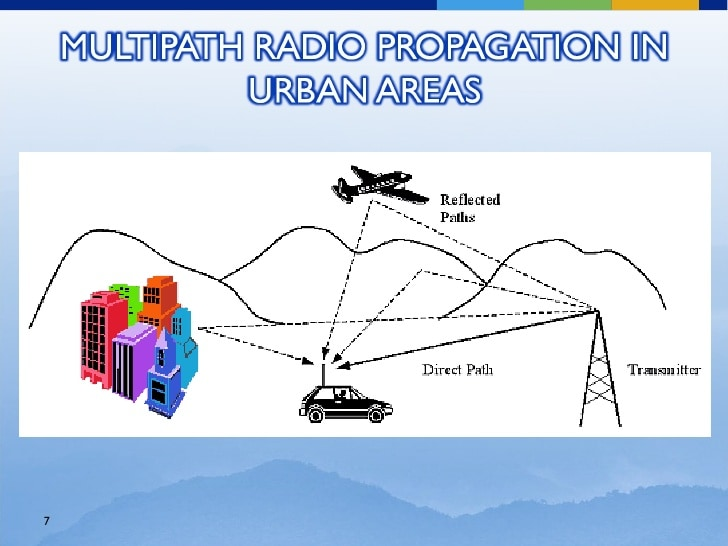 MULTIPATH RADIO PROPAGATION IN
URBAN AREAS
Reflected
Paths
Direct Path
Transmitter
7